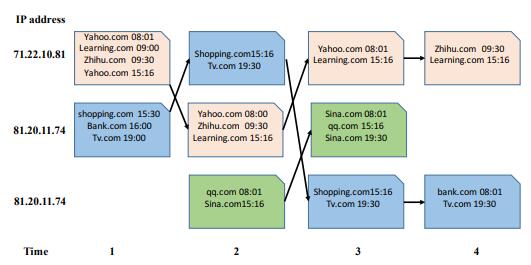 IP address
71.22.10.81
Yahoo.com 08:01
Learning.com 09:00
Zhihu.com 09:30
Yahoo.com 15:16
Shopping.com15:16
Tv.com 19:30
Yahoo.com 08:01
Learning.com 15:16
Zhihu.com 09:30
Learning.com 15:16
81.20.11.74
shopping.com 15:30
Bank.com 16:00
Tv.com 19:00
Yahoo.com 08:00
Zhihu.com 09:30
Learning.com 15:16
Sina.com 08:01
qq.com 15:16
Sina.com 19:30
81.20.11.74
qq.com 08:01
Sina.com15:16
Shopping.com15:16
Tv.com 19:30
bank.com 08:01
Tv.com 19:30
Time 1 2 3 4